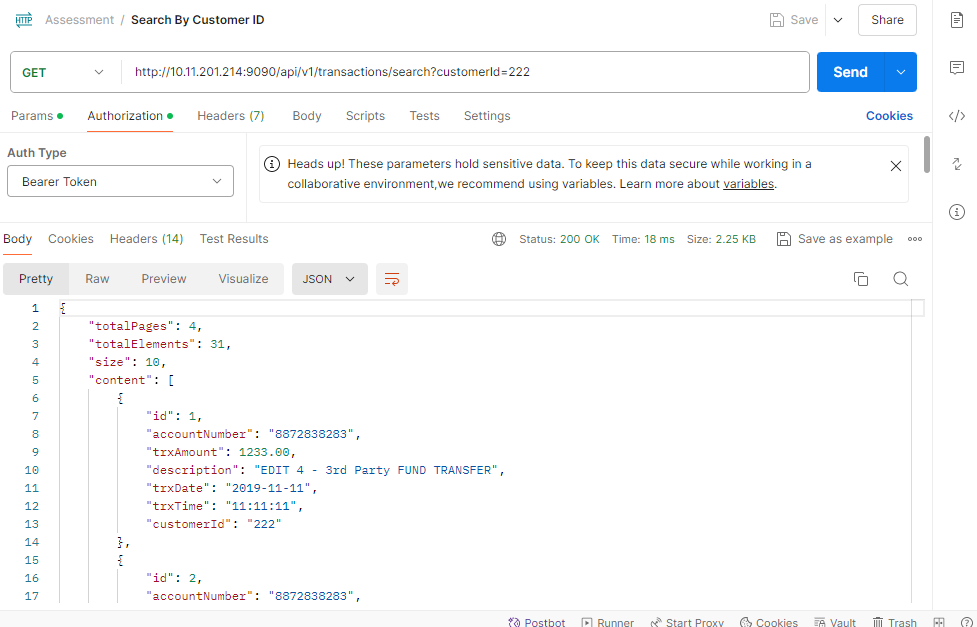 HTTP Assessment / Search By Customer ID Save Share
GET http://10.11.201.214:9090/api/v1/transactions/search?customerId=222 Send
Params Authorization Headers (7) Body Scripts Tests Settings Cookies
Auth Type
Bearer Token
Heads up! These parameters hold sensitive data. To keep this data secure while working in a
collaborative environment,we recommend using variables. Learn more about variables.
Body Cookies Headers (14) Test Results Status: 200 OK Time: 18 ms Size: 2.25 KB Save as example
Pretty Raw Preview Visualize JSON
1 {
2 "totalPages": 4,
3 "totalElements": 31,
4 "size": 10,
5 "content": [
6 {
7 "id": 1,
8 "accountNumber": "8872838283",
9 "trxAmount": 1233.00,
10 "description": "EDIT 4 - 3rd Party FUND TRANSFER",
11 "trxDate": "2019-11-11",
12 "trxTime": "11:11:11",
13 "customerId": "222"
14 },
15 {
16 "id": 2,
17 "accountNumber": "8872838283",
Postbot Runner Start Proxy Cookies Vault Trash